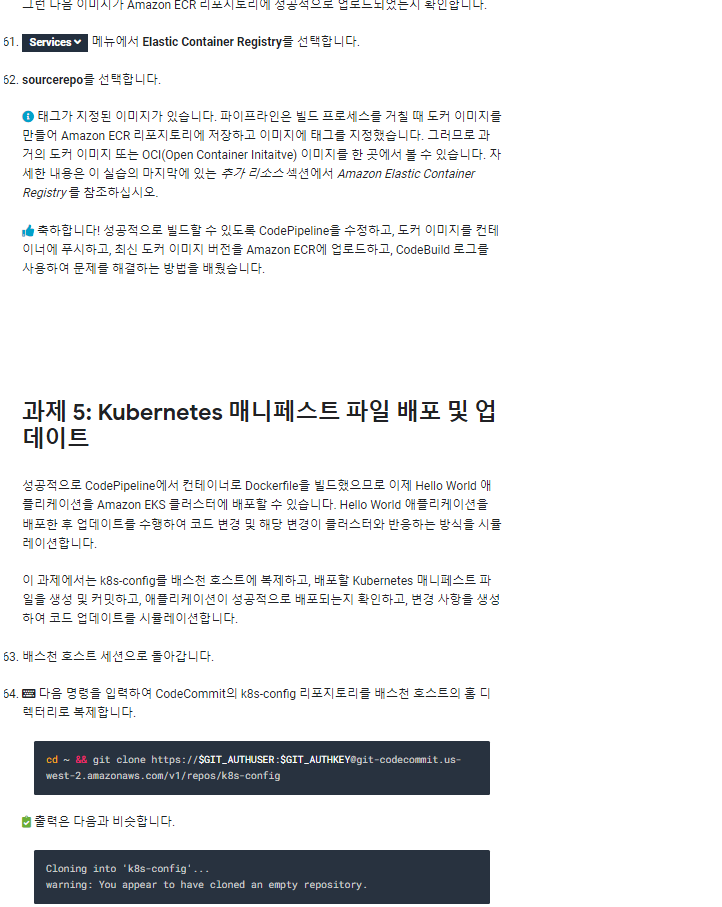 그런 다음 이미지가 Amazon ECR 리포지토리에 성공적으로 업로드되었는지 확인합니다.
61. Services 메뉴에서 Elastic Container Registry를 선택합니다.
62. sourcerepo를 선택합니다.
태그가 지정된 이미지가 있습니다. 파이프라인은 빌드 프로세스를 거칠 때 도커 이미지를
만들어 Amazon ECR 리포지토리에 저장하고 이미지에 태그를 지정했습니다. 그러므로 과
거의 도커 이미지 또는 OCI(Open Container Initaitve) 이미지를 한 곳에서 볼 수 있습니다. 자
세한 내용은 이 실습의 마지막에 있는 추가 리소스 섹션에서 Amazon Elastic Container
Registry 를 참조하십시오.
축하합니다! 성공적으로 빌드할 수 있도록 CodePipeline을 수정하고, 도커 이미지를 컨테
이너에 푸시하고, 최신 도커 이미지 버전을 Amazon ECR에 업로드하고, CodeBuild 로그를
사용하여 문제를 해결하는 방법을 배웠습니다.
과제 5: Kubernetes 매니페스트 파일 배포 및 업
데이트
성공적으로 CodePipeline에서 컨테이너로 Dockerfile을 빌드했으므로 이제 Hello World 애
플리케이션을 Amazon EKS 클러스터에 배포할 수 있습니다. Hello World 애플리케이션을
배포한 후 업데이트를 수행하여 코드 변경 및 해당 변경이 클러스터와 반응하는 방식을 시뮬
레이션합니다.
이 과제에서는 k8s-config를 배스천 호스트에 복제하고, 배포할 Kubernetes 매니페스트 파
일을 생성 및 커밋하고, 애플리케이션이 성공적으로 배포되는지 확인하고, 변경 사항을 생성
하여 코드 업데이트를 시뮬레이션합니다.
63. 배스천 호스트 세션으로 돌아갑니다.
64. 다음 명령을 입력하여 CodeCommit의 k8s-config 리포지토리를 배스천 호스트의 홈 디
렉터리로 복제합니다.
cd ~ && git clone https://$GIT_AUTHUSER:$GIT_AUTHKEY@git-codecommit.us-
west-2.amazonaws.com/v1/repos/k8s-config
출력은 다음과 비슷합니다.
Cloning into 'k8s-config'...
warning: You appear to have cloned an empty repository.